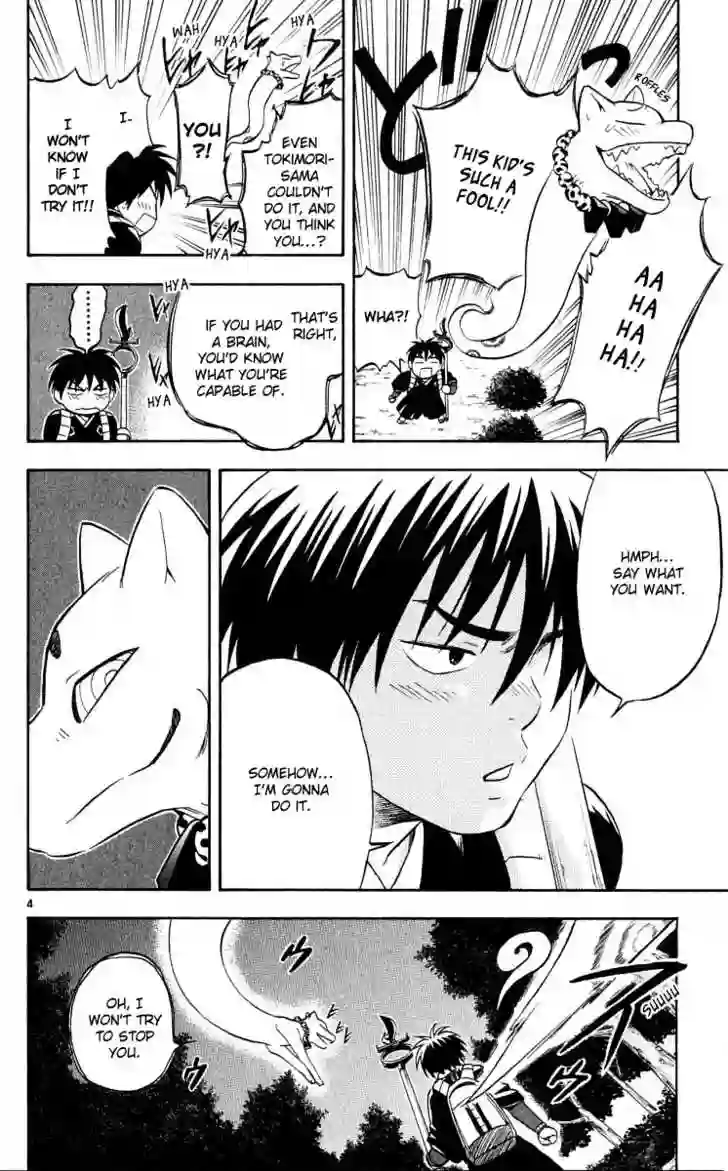 THIS KID'S
SUCH A
FOOL!!
ROFFLES
どっ
AA
HA
HA
HA!!
WHA?!
EVEN
TOKIMORI-
SAMA
COULDN'T
DO IT, AND
YOU THINK
YOU...?
HYA
HYA
WAH
YOU
?!
HYA
I-
I
WON'T
KNOW
IF I
DON'T
TRY IT!!
THAT'S
RIGHT,
IF YOU HAD
A BRAIN,
YOU'D KNOW
WHAT YOU'RE
CAPABLE OF.
HYA
HYA
HMPH...
SAY WHAT
YOU WANT.
SOMEHOW...
I'M GONNA
DO IT.
4
SUUUU
OH, I
WON'T TRY
TO STOP
YOU.